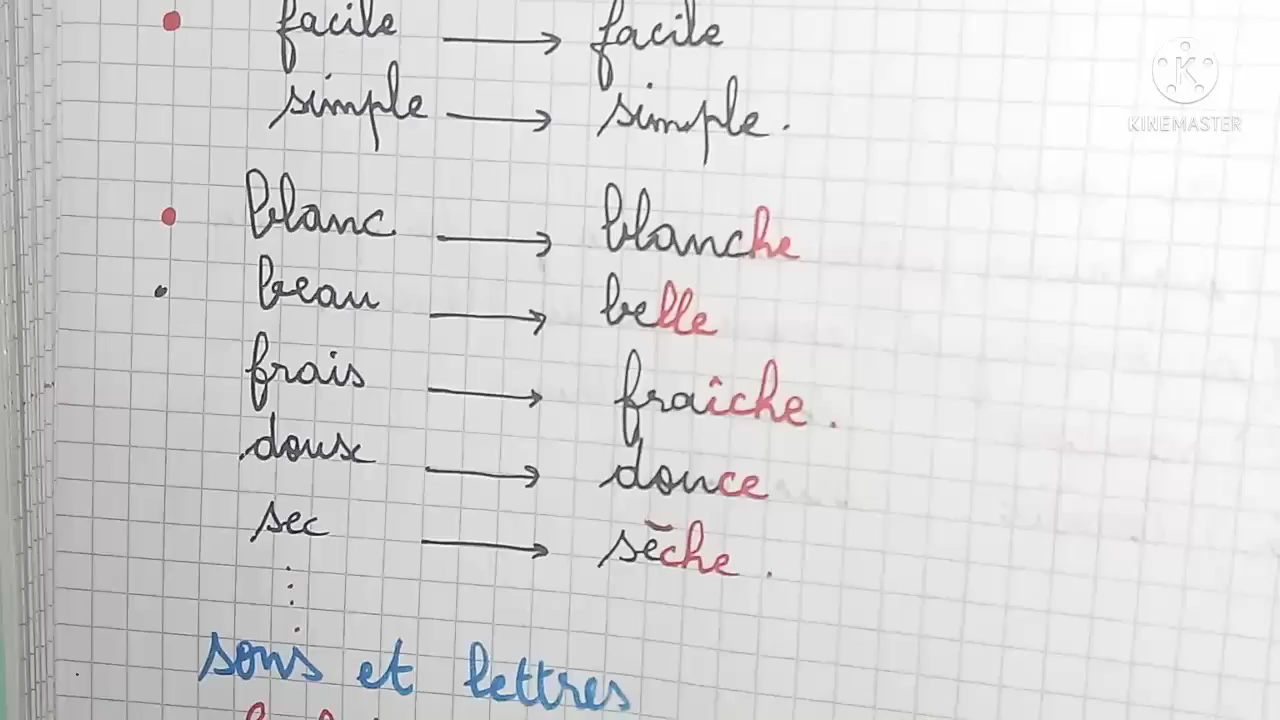 facile → facile
simple → simple.
blanc → blanche
beau → belle
frais → fraîche.
doux → douce
sec → sèche.
sons et lettres
KINEMASTER